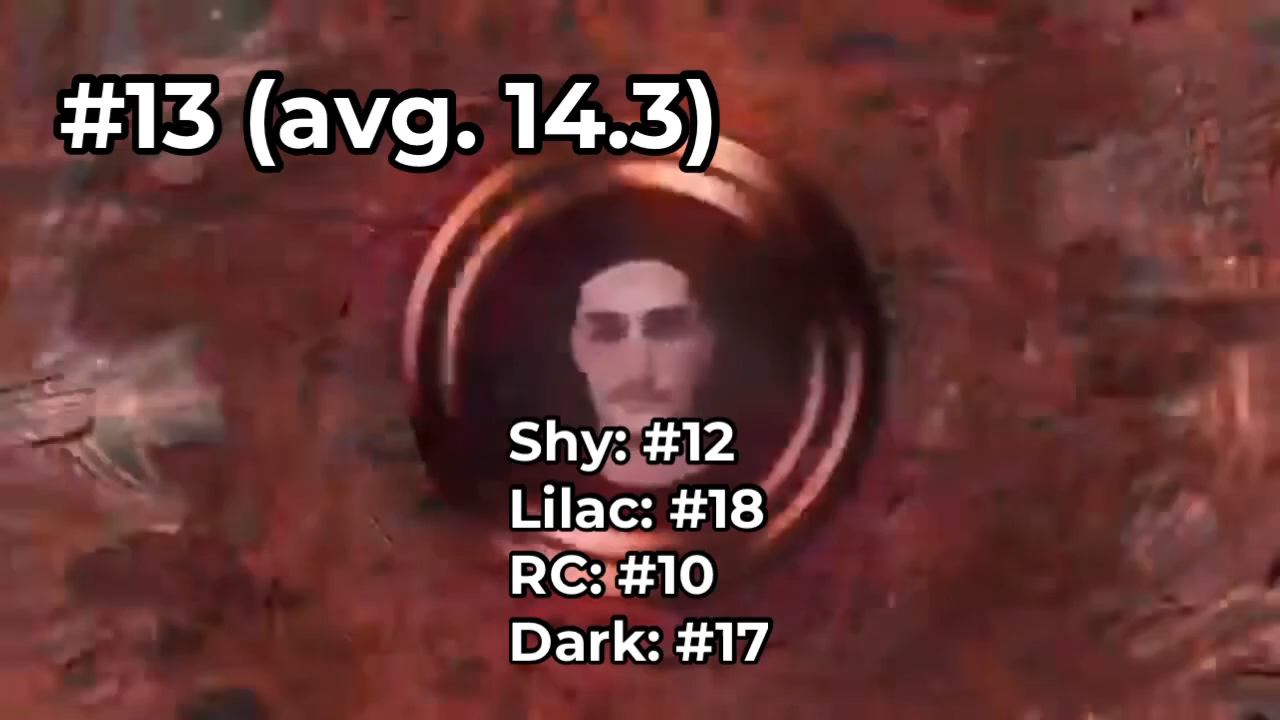 #13 (avg. 14.3)
Shy: #12
Lilac: #18
RC: #10
Dark: #17